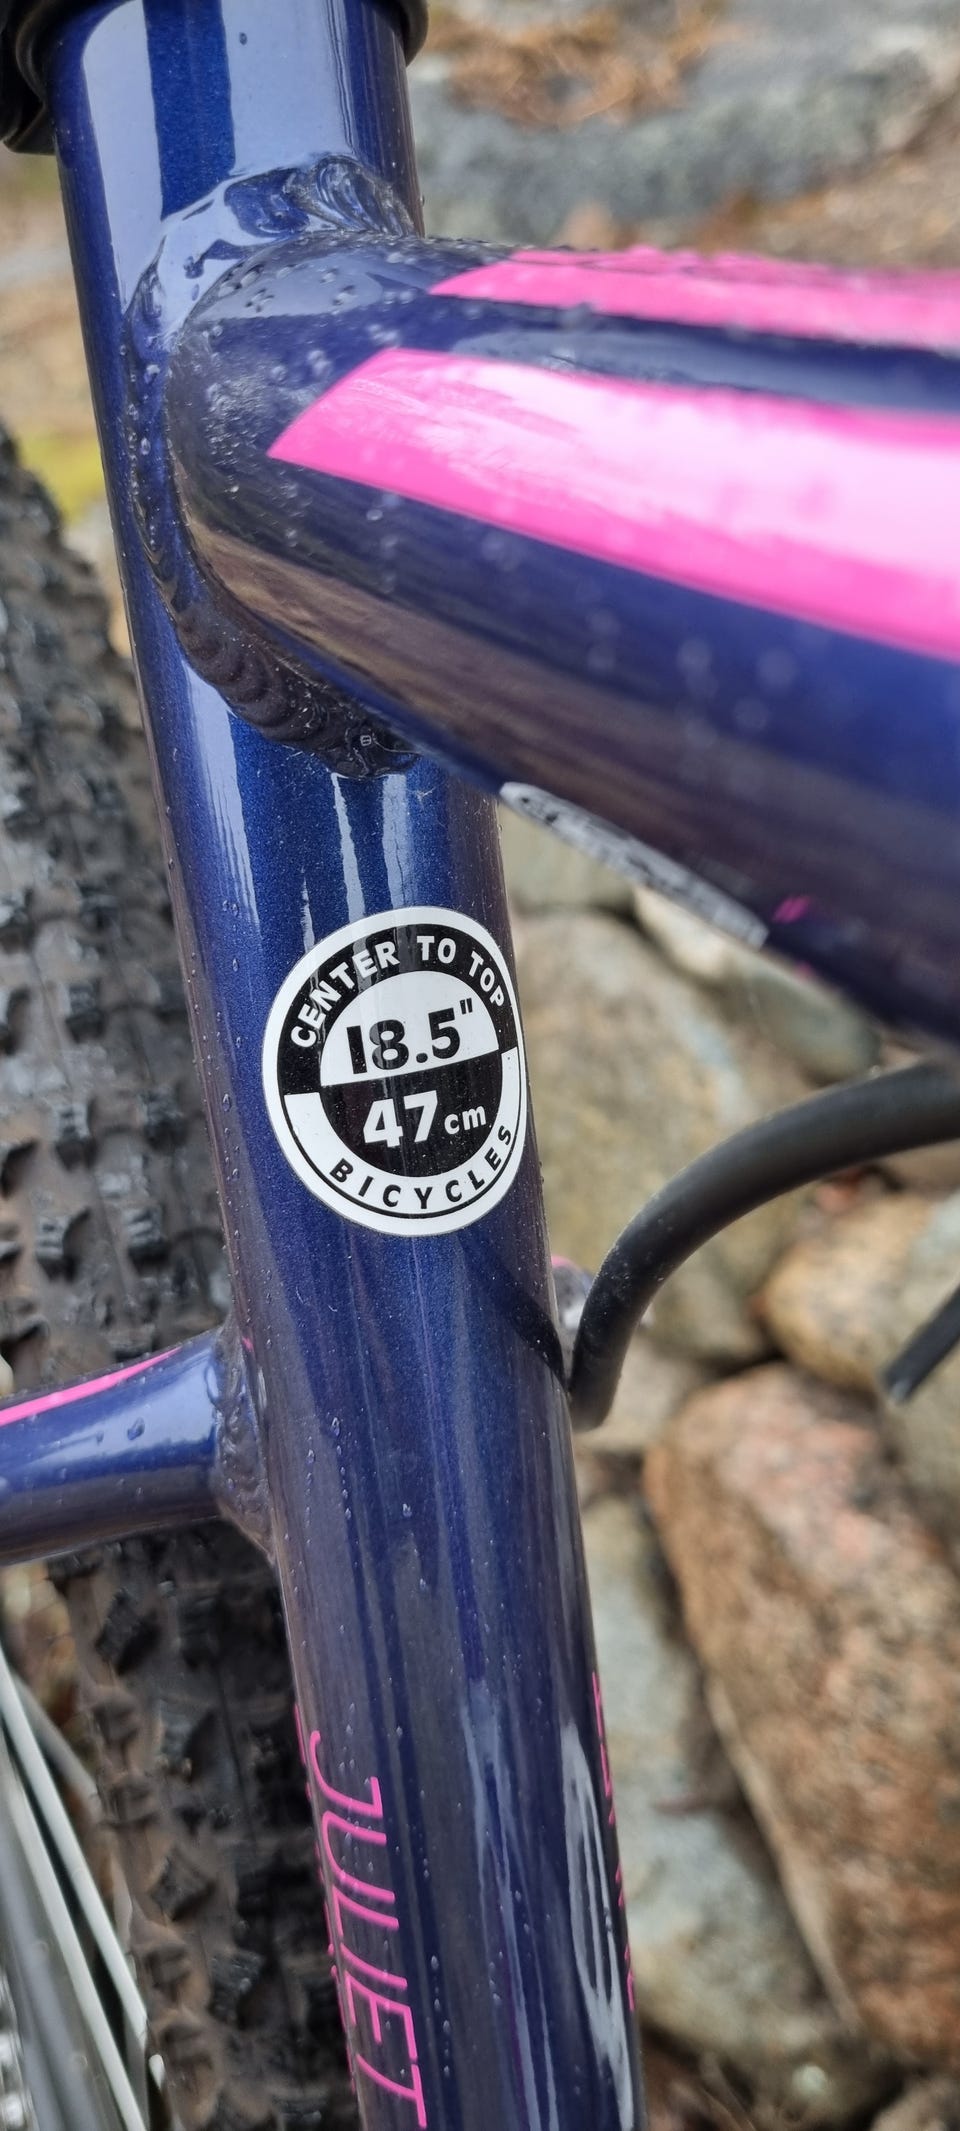 CENTER TO TOP
18.5"
47cm
BICYCLES
JULIET